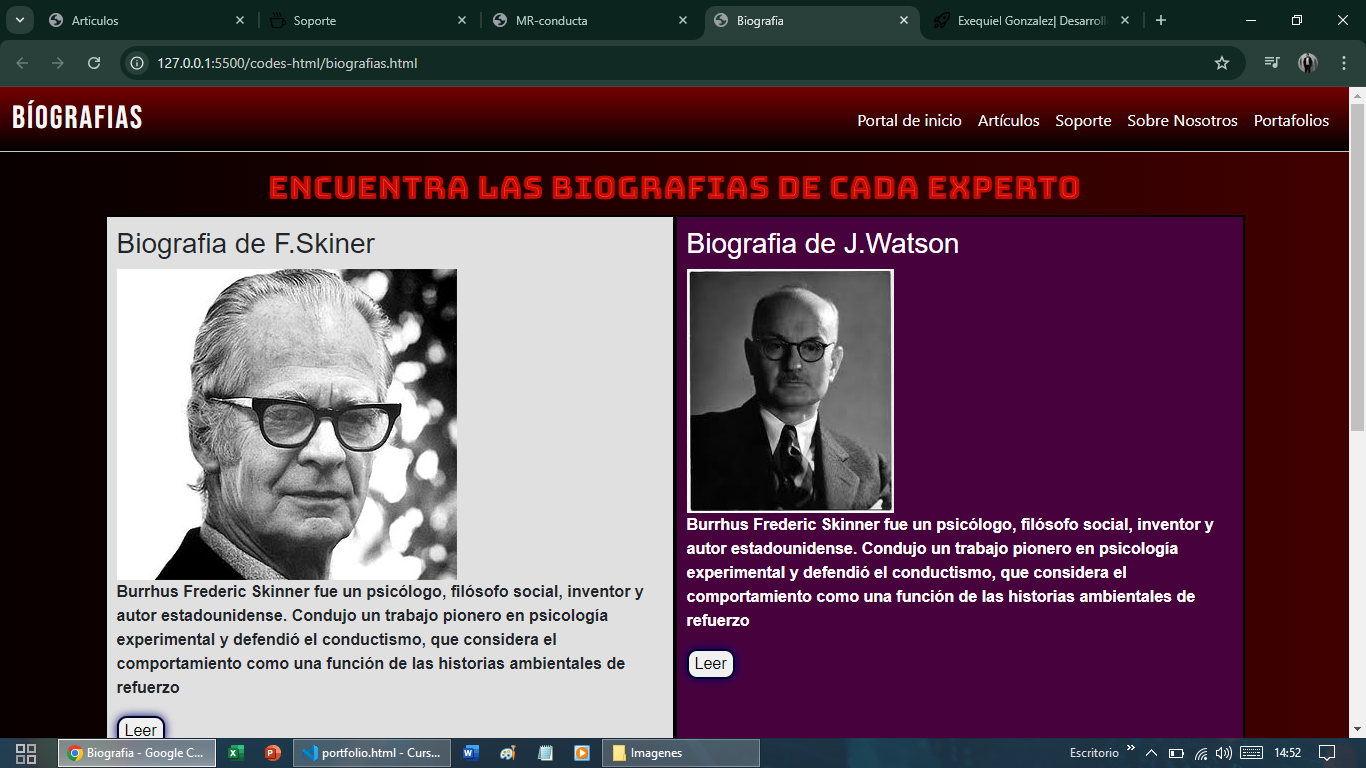 Articulos
Soporte
MR-conducta
Biografia
Exequiel Gonzalez| Desarroll
127.0.0.1:5500/codes-html/biografias.html
BÍOGRAFIAS
Portal de inicio
Artículos
Soporte
Sobre Nosotros
Portafolios
ENCUENTRA LAS BIOGRAFIAS DE CADA EXPERTO
Biografia de F.Skiner
Burrhus Frederic Skinner fue un psicólogo, filósofo social, inventor y
autor estadounidense. Condujo un trabajo pionero en psicología
experimental y defendió el conductismo, que considera el
comportamiento como una función de las historias ambientales de
refuerzo
Leer
Biografia de J.Watson
Burrhus Frederic Skinner fue un psicólogo, filósofo social, inventor y
autor estadounidense. Condujo un trabajo pionero en psicología
experimental y defendió el conductismo, que considera el
comportamiento como una función de las historias ambientales de
refuerzo
Leer
Biografia - Google C...
portfolio.html - Curs...
Imagenes
Escritorio
14:52